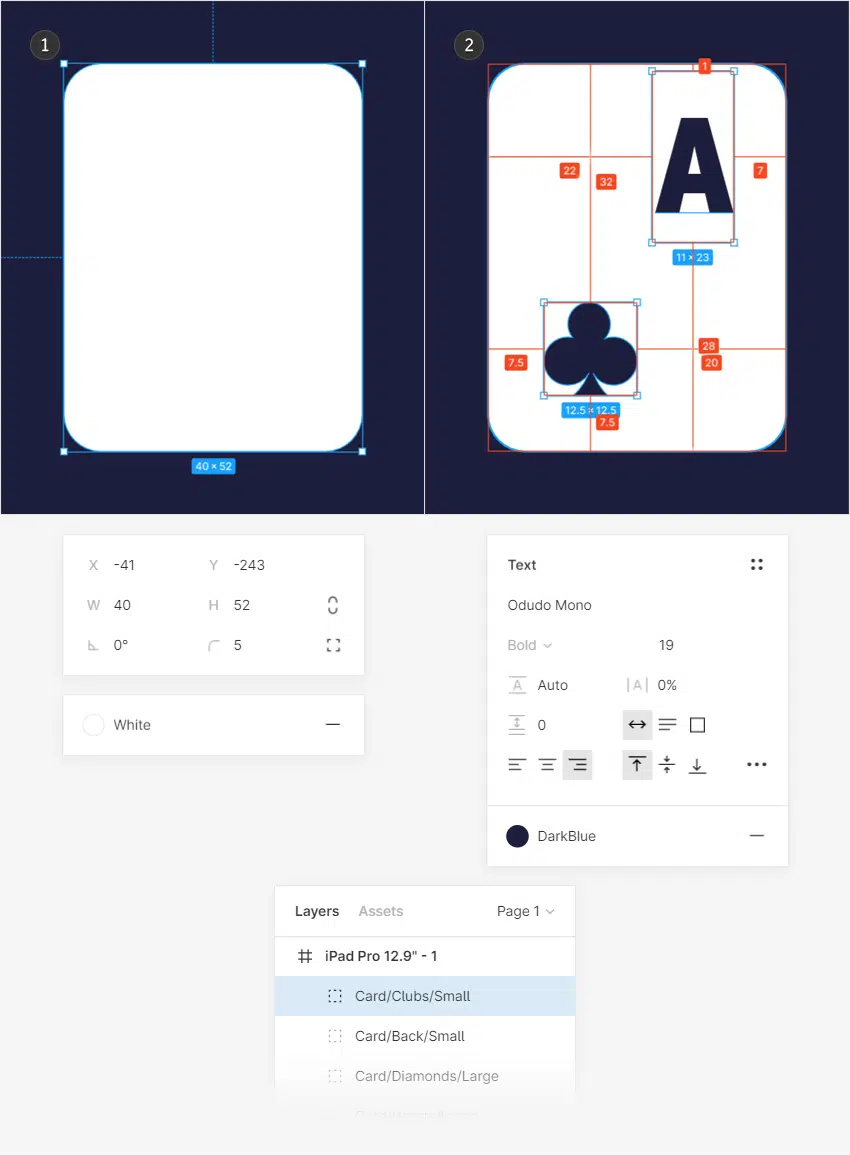 1
2
1
A
22
32
7
11 × 23
28
7.5
20
12.5 × 12.5
7.5
40 × 52
X -41 Y -243
W 40 H 52
0° 5
White
Text
Odudo Mono
Bold 19
A Auto |A| 0%
0
DarkBlue
Layers Assets Page 1
iPad Pro 12.9" - 1
Card/Clubs/Small
Card/Back/Small
Card/Diamonds/Large